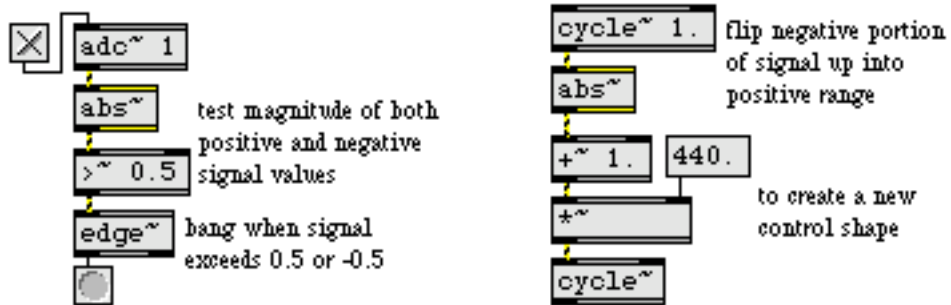 adc~ 1
abs~
test magnitude of both
positive and negative
signal values
>~ 0.5
edge~
bang when signal
exceeds 0.5 or -0.5
cycle~ 1.
flip negative portion
of signal up into
positive range
abs~
+~ 1.
440.
*~
to create a new
control shape
cycle~